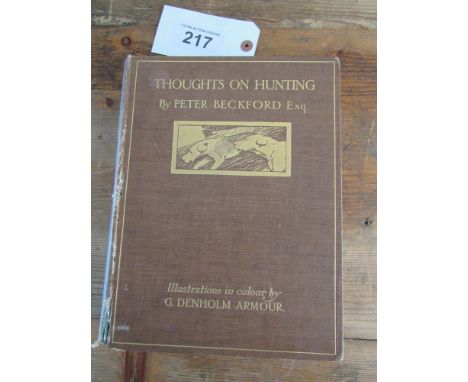 217
THOUGHTS ON HUNTING
By PETER BECKFORD Esq.
Illustrations in colour by
G. DENHOLM ARMOUR